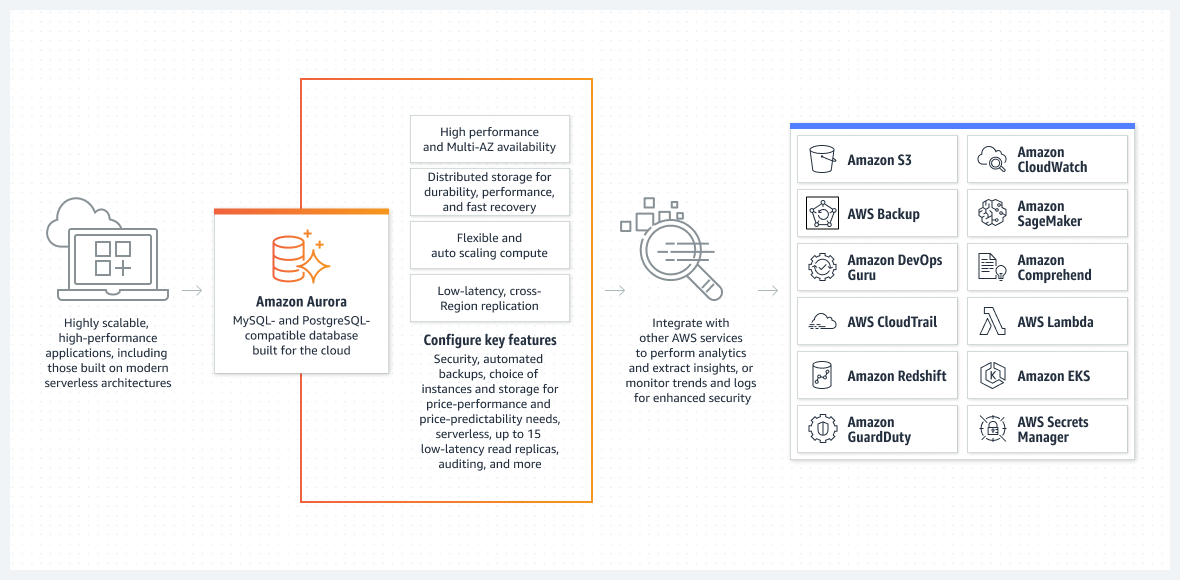 Highly scalable,
high-performance
applications, including
those built on modern
serverless architectures
Amazon Aurora
MySQL- and PostgreSQL-
compatible database
built for the cloud
High performance
and Multi-AZ availability
Distributed storage for
durability, performance,
and fast recovery
Flexible and
auto scaling compute
Low-latency, cross-
Region replication
Configure key features
Security, automated
backups, choice of
instances and storage for
price-performance and
price-predictability needs,
serverless, up to 15
low-latency read replicas,
auditing, and more
Integrate with
other AWS services
to perform analytics
and extract insights, or
monitor trends and logs
for enhanced security
Amazon S3
Amazon
CloudWatch
AWS Backup
Amazon
SageMaker
Amazon DevOps
Guru
Amazon
Comprehend
AWS CloudTrail
AWS Lambda
Amazon Redshift
Amazon EKS
Amazon
GuardDuty
AWS Secrets
Manager